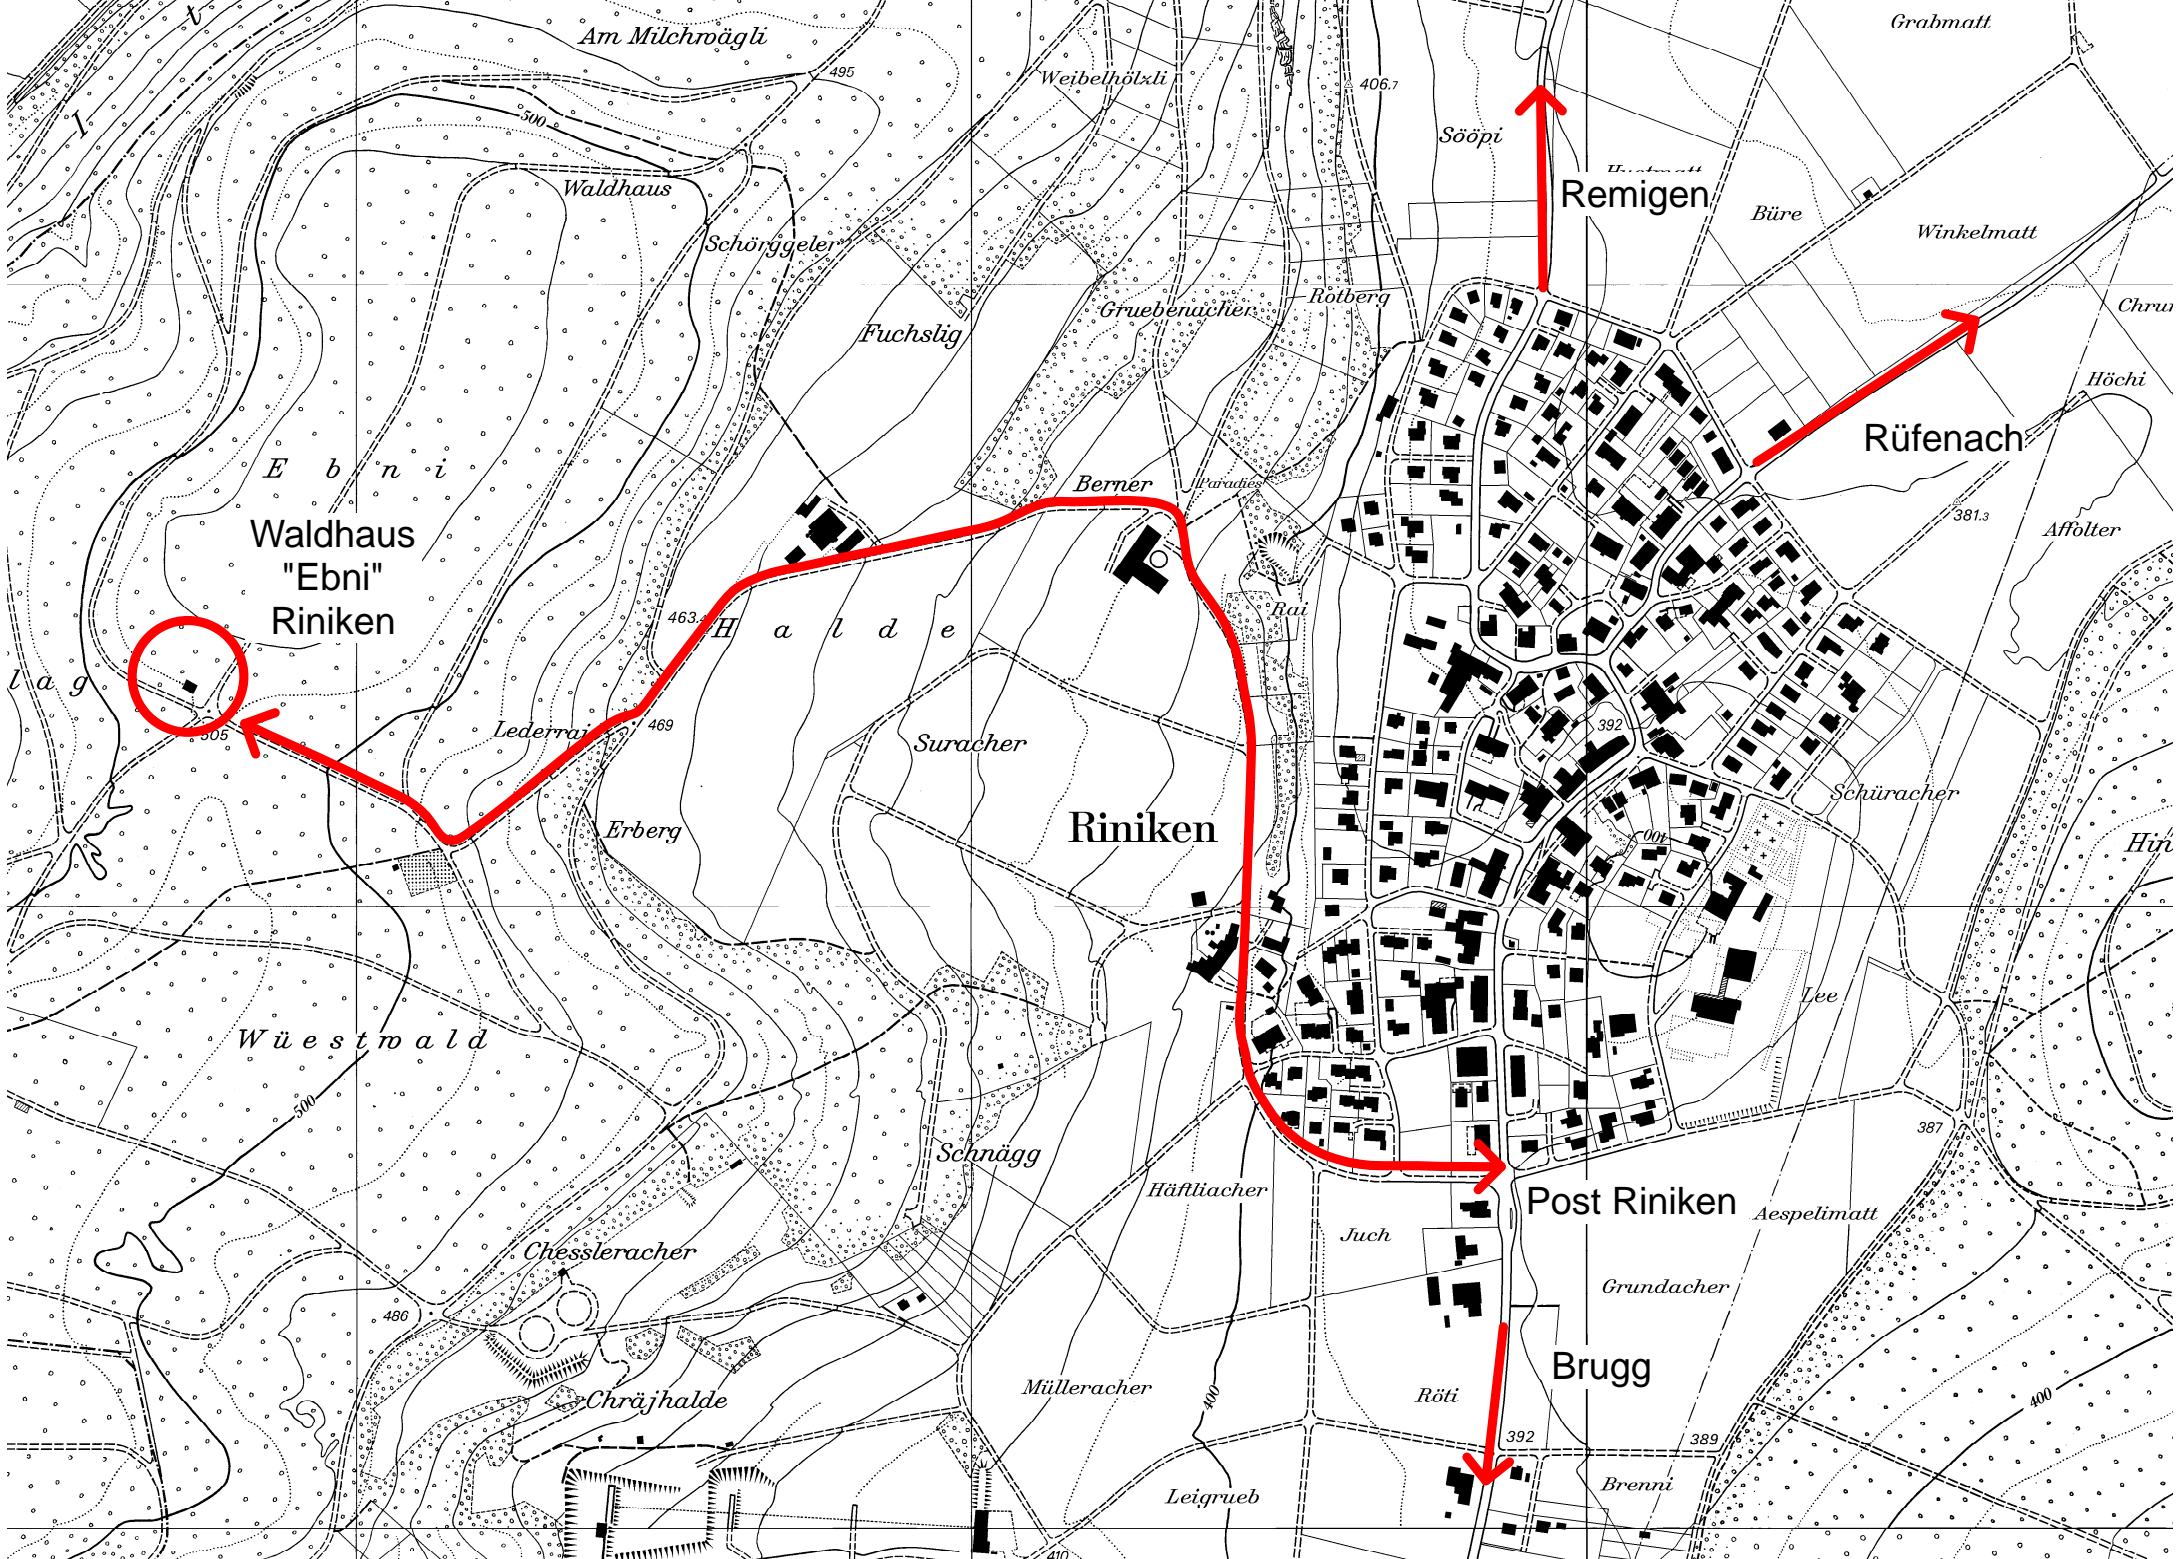 Grabmatt
Am Milchwägli
495
Weibelhölzli
406.7
I
t
500
Sööpi
Waldhaus
Remigen
Büre
Winkelmatt
Schörggeler
Gruebenacher
Rotberg
Fuchslig
Höchi
Rüfenach
E b n i
Berner
Paradies
381.3
Affolter
Waldhaus
"Ebni"
Riniken
463.4
H a l d e
Rai
l a g
505
Lederrai
469
Suracher
392
Schüracher
Erberg
Riniken
400
Lee
Wüestwald
500
387
Schnägg
Häftliacher
Post Riniken
Aespelimatt
Juch
Chessleracher
Grundacher
486
Brugg
Mülleracher
Röti
Chräjhalde
400
400
392
389
Leigrueb
Brenni
410